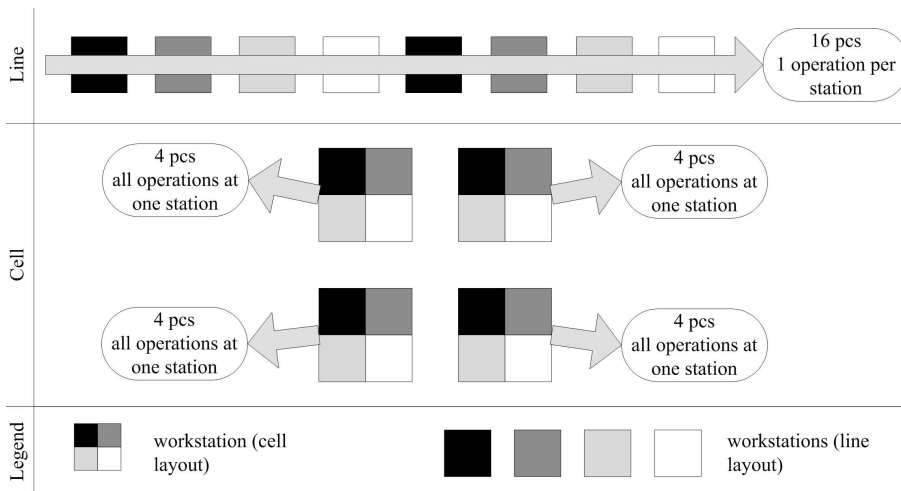 Line
16 pcs
1 operation per
station
Cell
4 pcs
all operations at
one station
4 pcs
all operations at
one station
4 pcs
all operations at
one station
4 pcs
all operations at
one station
Legend
workstation (cell
layout)
workstations (line
layout)